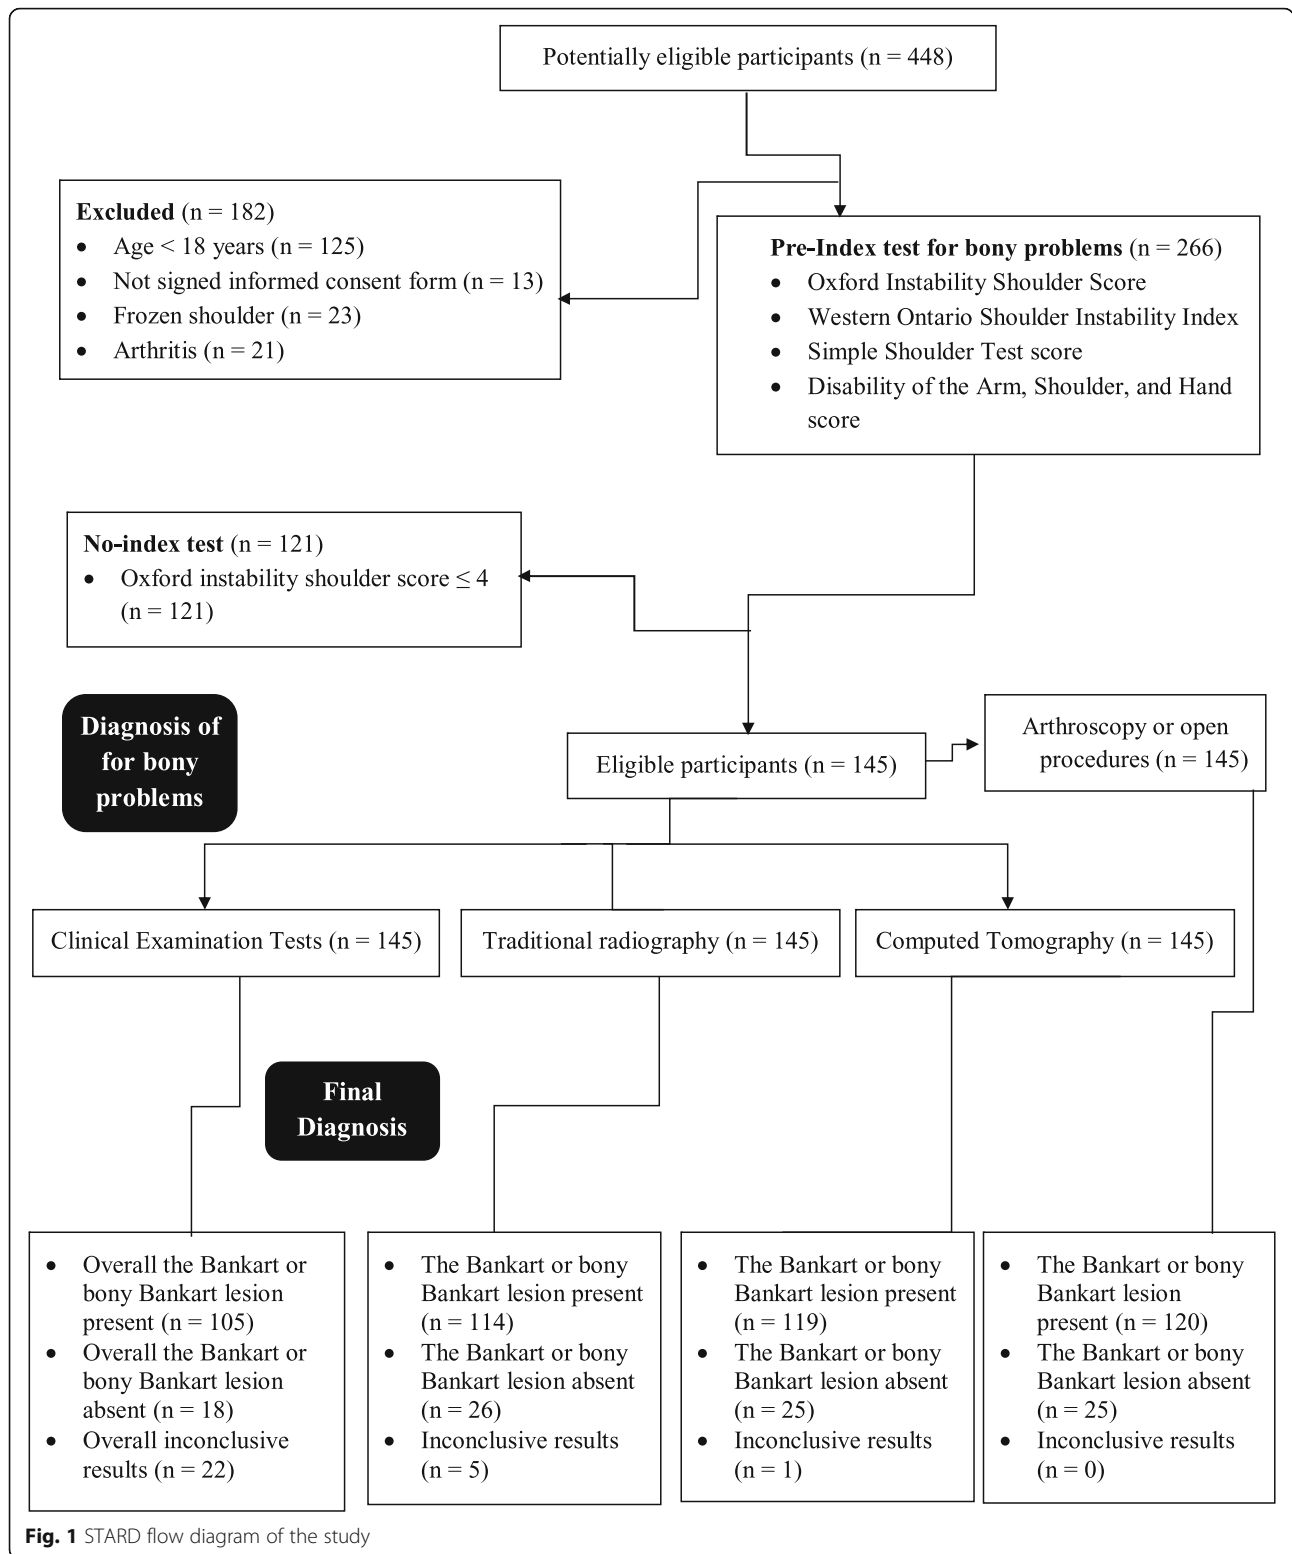 Potentially eligible participants (n = 448)
Excluded (n = 182)
• Age < 18 years (n = 125)
• Not signed informed consent form (n = 13)
• Frozen shoulder (n = 23)
• Arthritis (n = 21)
Pre-Index test for bony problems (n = 266)
• Oxford Instability Shoulder Score
• Western Ontario Shoulder Instability Index
• Simple Shoulder Test score
• Disability of the Arm, Shoulder, and Hand
score
No-index test (n = 121)
• Oxford instability shoulder score ≤ 4
(n = 121)
Diagnosis of
for bony
problems
Eligible participants (n = 145)
Arthroscopy or open
procedures (n = 145)
Clinical Examination Tests (n = 145)
Traditional radiography (n = 145)
Computed Tomography (n = 145)
Final
Diagnosis
• Overall the Bankart or
bony Bankart lesion
present (n = 105)
• Overall the Bankart or
bony Bankart lesion
absent (n = 18)
• Overall inconclusive
results (n = 22)
• The Bankart or bony
Bankart lesion present
(n = 114)
• The Bankart or bony
Bankart lesion absent
(n = 26)
• Inconclusive results
(n = 5)
• The Bankart or bony
Bankart lesion present
(n = 119)
• The Bankart or bony
Bankart lesion absent
(n = 25)
• Inconclusive results
(n = 1)
• The Bankart or bony
Bankart lesion
present (n = 120)
• The Bankart or bony
Bankart lesion absent
(n = 25)
• Inconclusive results
(n = 0)
Fig. 1 STARD flow diagram of the study